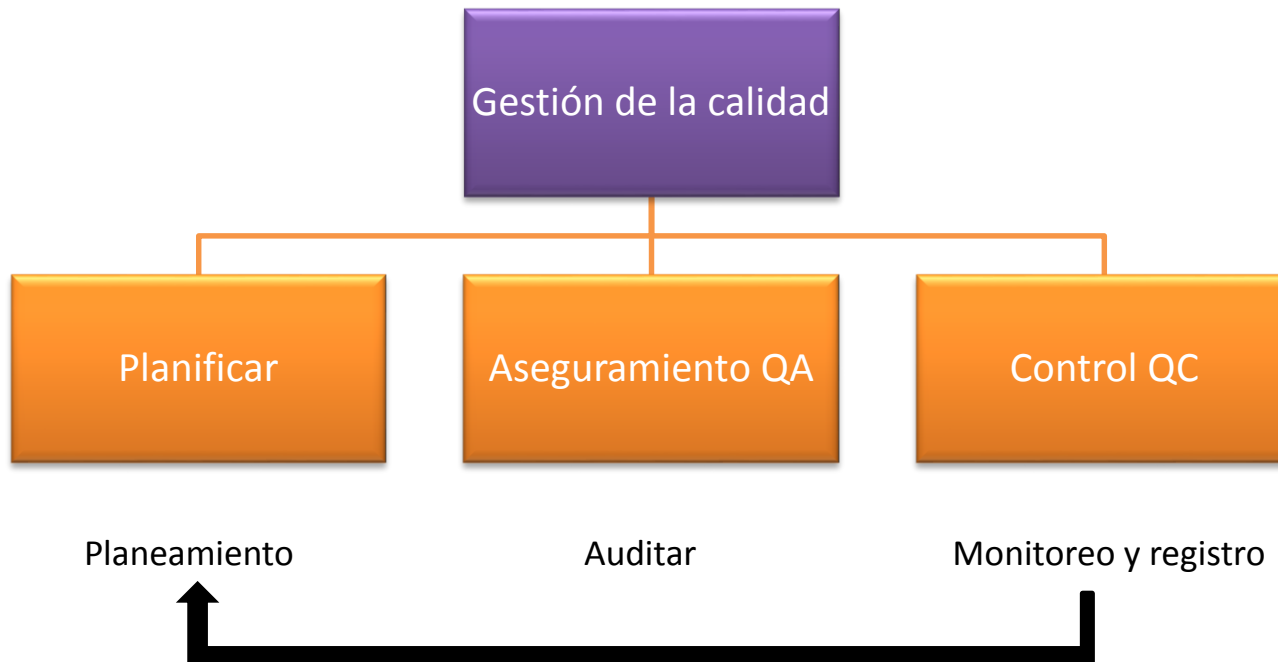 Gestión de la calidad
Planificar
Aseguramiento QA
Control QC
Planeamiento
Auditar
Monitoreo y registro